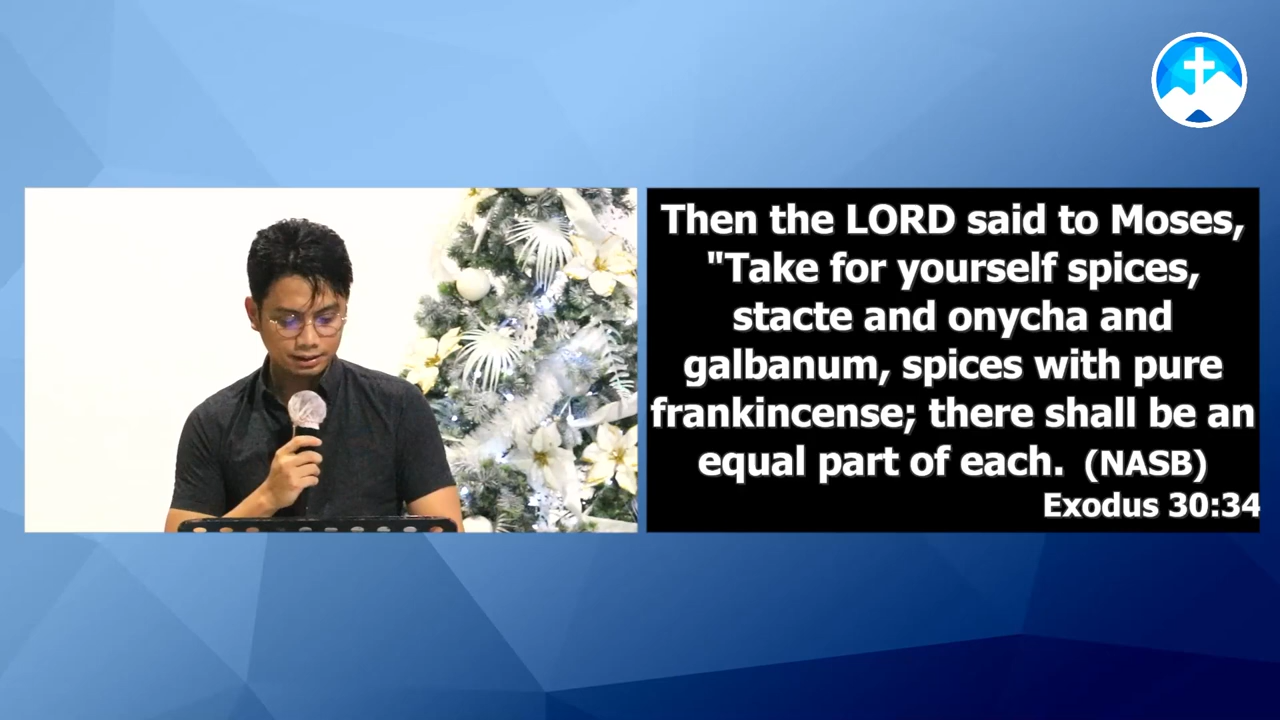 Then the LORD said to Moses,
"Take for yourself spices,
stacte and onycha and
galbanum, spices with pure
frankincense; there shall be an
equal part of each. (NASB)
Exodus 30:34